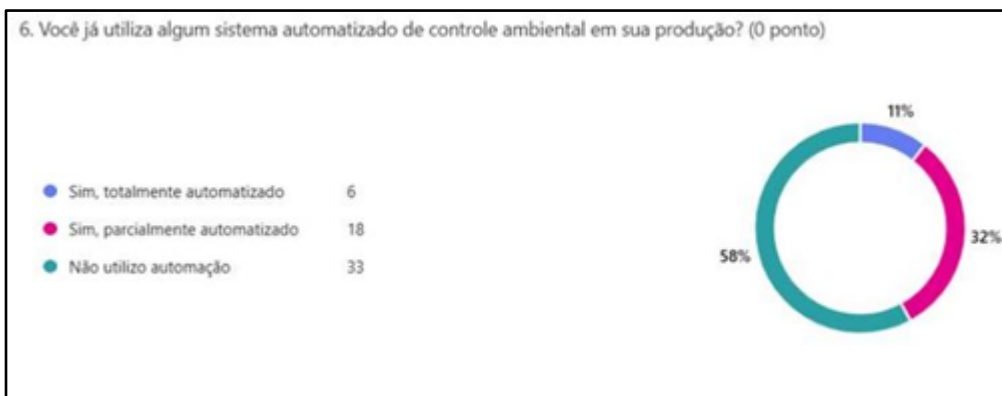 6. Você já utiliza algum sistema automatizado de controle ambiental em sua produção? (0 ponto)
Sim, totalmente automatizado 6
Sim, parcialmente automatizado 18
Não utilizo automação 33
11%
32%
58%